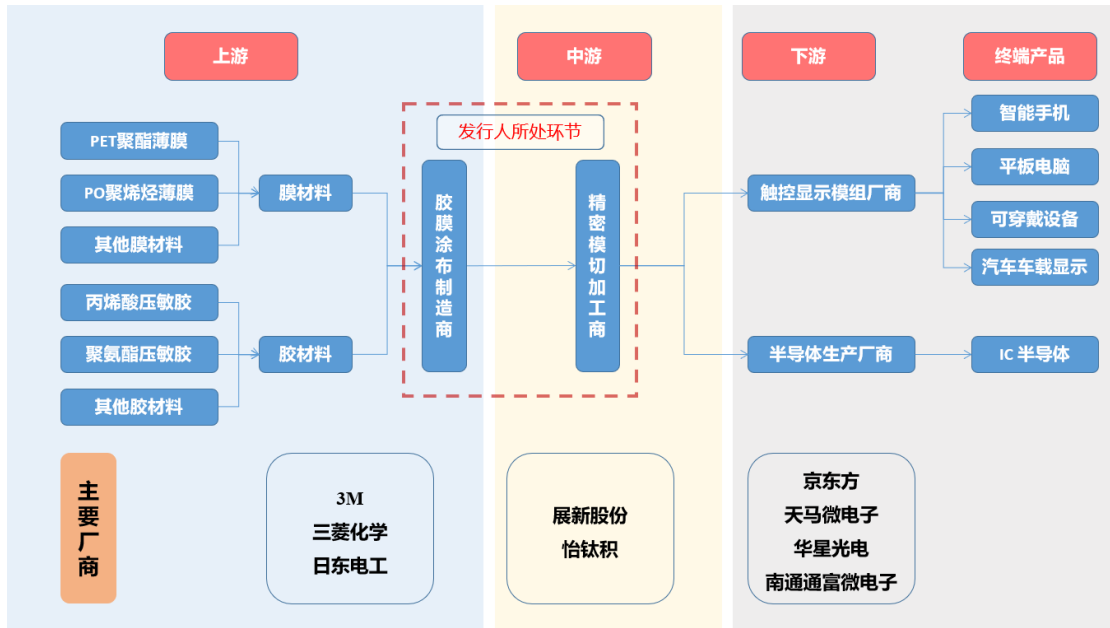 上游
中游
下游
终端产品
发行人所处环节
PET聚酯薄膜
PO聚烯烃薄膜
其他膜材料
丙烯酸压敏胶
聚氨酯压敏胶
其他胶材料
膜材料
胶材料
胶膜涂布制造商
精密模切加工商
触控显示模组厂商
半导体生产厂商
智能手机
平板电脑
可穿戴设备
汽车车载显示
IC 半导体
主要厂商
3M
三菱化学
日东电工
展新股份
怡钛积
京东方
天马微电子
华星光电
南通通富微电子